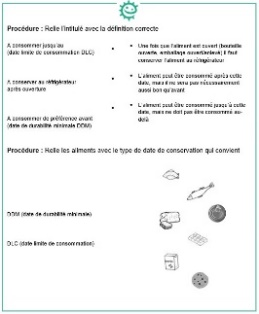 Procédure : Relie l'intitulé avec la définition correcte
A consommer jusqu'au
(date limite de consommation DLC)
Une fois que l'aliment est ouvert (bouteille
ouverte, emballage ouvert/enlevé) il faut
conserver l'aliment au réfrigérateur
A conserver au réfrigérateur
après ouverture
L'aliment peut être consommé après cette
date, mais il ne sera pas nécessairement
aussi bon qu'avant
A consommer de préférence avant
(date de durabilité minimale DDM)
L'aliment peut être consommé jusqu'à cette
date, mais ne doit pas être consommé au-
delà
Procédure : Relie les aliments avec le type de date de conservation qui convient
DDM (date de durabilité minimale)
DLC (date limite de consommation)